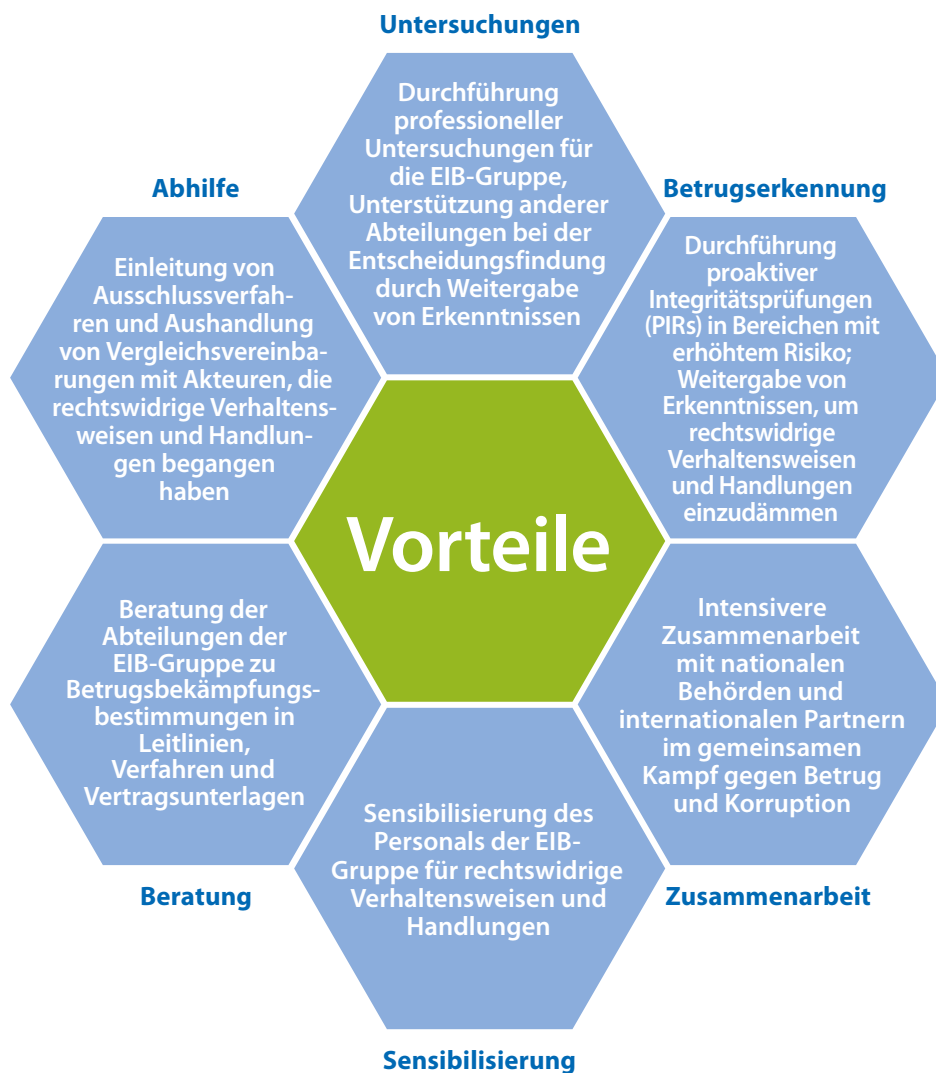 Untersuchungen
Durchführung
professioneller
Untersuchungen für
die EIB-Gruppe,
Unterstützung anderer
Abteilungen bei der
Entscheidungsfindung
durch Weitergabe
von Erkenntnissen
Betrugserkennung
Durchführung
proaktiver
Integritätsprüfungen
(PIRs) in Bereichen mit
erhöhtem Risiko;
Weitergabe von
Erkenntnissen, um
rechtswidrige
Verhaltensweisen
und Handlungen
einzudämmen
Abhilfe
Einleitung von
Ausschlussverfah-
ren und Aushandlung
von Vergleichsvereinba-
rungen mit Akteuren, die
rechtswidrige Verhaltens-
weisen und Handlun-
gen begangen
haben
Vorteile
Beratung der
Abteilungen der
EIB-Gruppe zu
Betrugsbekämpfungs-
bestimmungen in
Leitlinien,
Verfahren und
Vertragsunterlagen
Beratung
Intensivere
Zusammenarbeit
mit nationalen
Behörden und
internationalen Partnern
im gemeinsamen
Kampf gegen Betrug
und Korruption
Zusammenarbeit
Sensibilisierung des
Personals der EIB-
Gruppe für rechtswidrige
Verhaltensweisen und
Handlungen
Sensibilisierung